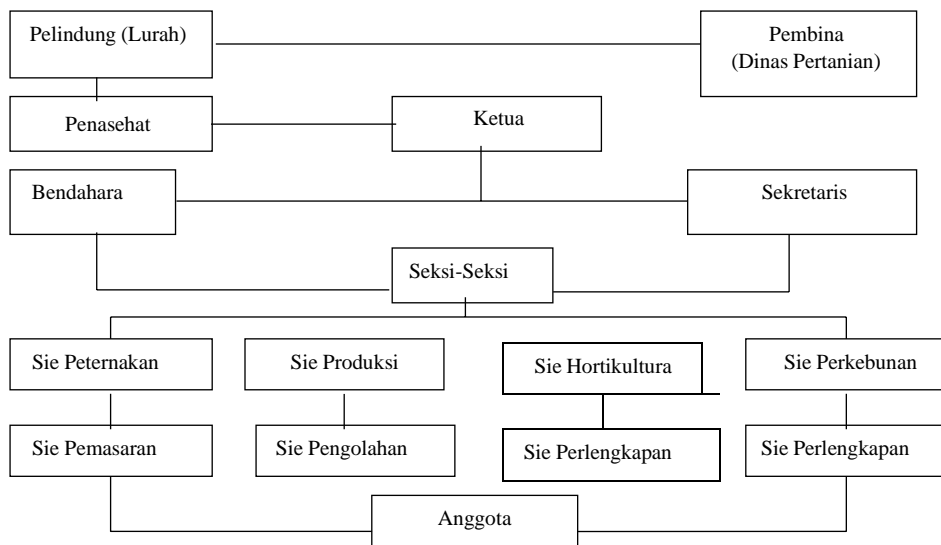 Pelindung (Lurah)
Pembina
(Dinas Pertanian)
Penasehat
Ketua
Bendahara
Sekretaris
Seksi-Seksi
Sie Peternakan
Sie Produksi
Sie Hortikultura
Sie Perkebunan
Sie Pemasaran
Sie Pengolahan
Sie Perlengkapan
Sie Perlengkapan
Anggota